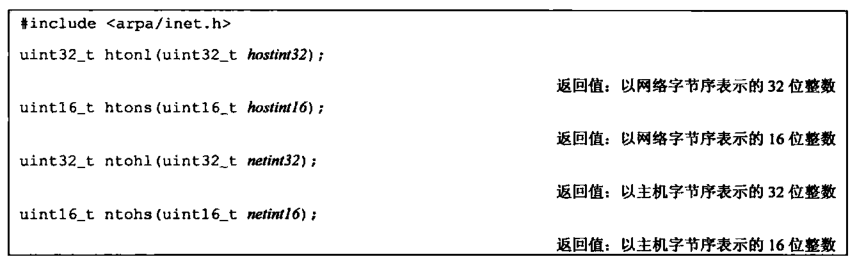 #include <arpa/inet.h>
uint32_t htonl(uint32_t hostint32);
返回值：以网络字节序表示的 32 位整数
uint16_t htons(uint16_t hostint16);
返回值：以网络字节序表示的 16 位整数
uint32_t ntohl(uint32_t netint32);
返回值：以主机字节序表示的 32 位整数
uint16_t ntohs(uint16_t netint16);
返回值：以主机字节序表示的 16 位整数